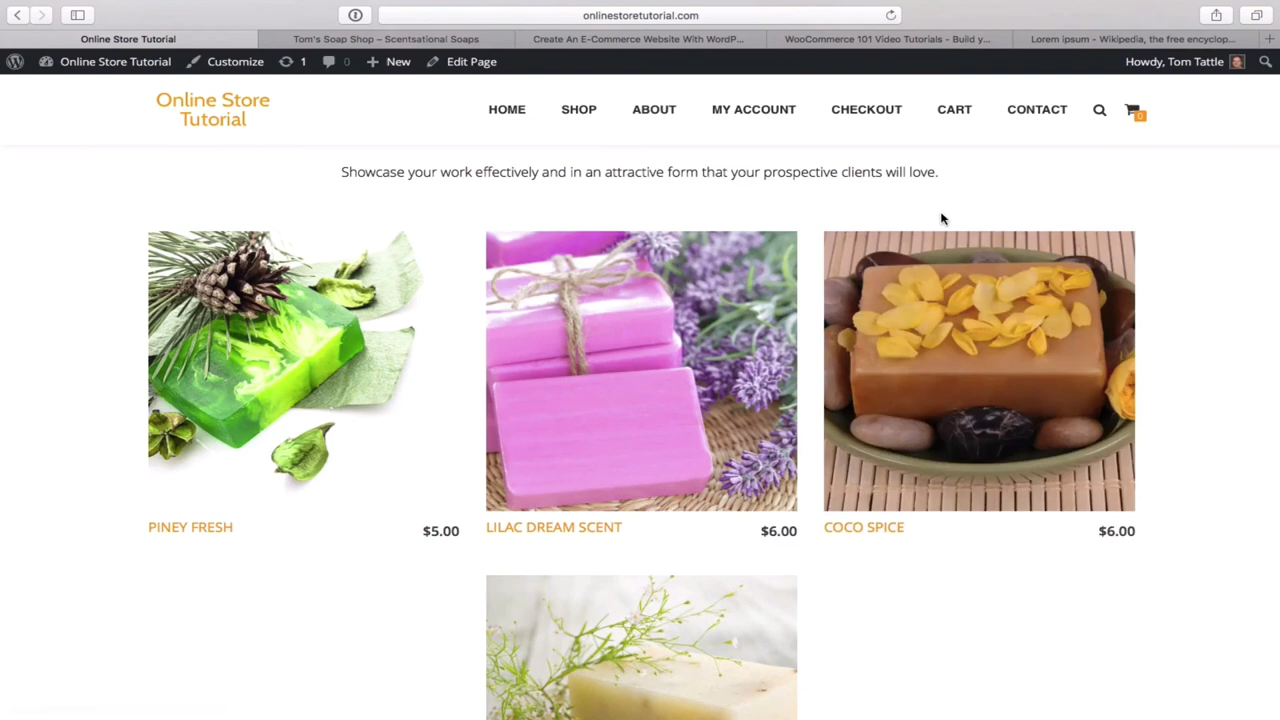 onlinestoretutorial.com
Online Store Tutorial
Tom's Soap Shop – Scentsational Soaps
Create An E-Commerce Website With WordP...
WooCommerce 101 Video Tutorials - Build y...
Lorem ipsum - Wikipedia, the free encyclop...
Online Store Tutorial
Customize
1
0
New
Edit Page
Howdy, Tom Tattle
Online Store
Tutorial
HOME
SHOP
ABOUT
MY ACCOUNT
CHECKOUT
CART
CONTACT
0
Showcase your work effectively and in an attractive form that your prospective clients will love.
PINEY FRESH
$5.00
LILAC DREAM SCENT
$6.00
COCO SPICE
$6.00